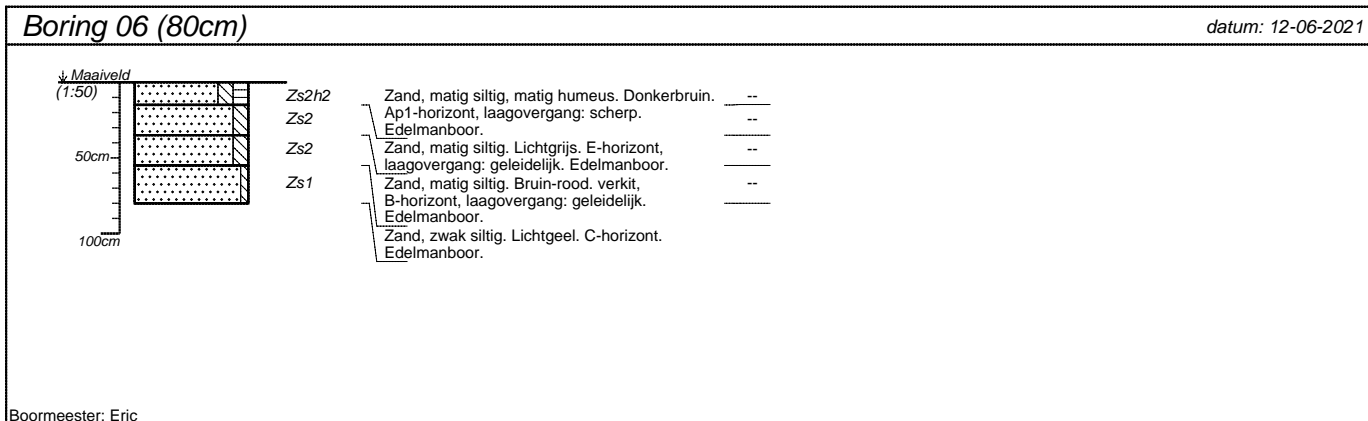 Boring 06 (80cm)
datum: 12-06-2021
Maaiveld
(1:50)
50cm
100cm
Zs2h2
Zs2
Zs2
Zs1
Zand, matig siltig, matig humeus. Donkerbruin.
Ap1-horizont, laagovergang: scherp.
Edelmanboor.
Zand, matig siltig. Lichtgrijs. E-horizont,
laagovergang: geleidelijk. Edelmanboor.
Zand, matig siltig. Bruin-rood. verkit,
B-horizont, laagovergang: geleidelijk.
Edelmanboor.
Zand, zwak siltig. Lichtgeel. C-horizont.
Edelmanboor.
--
--
--
--
Boormeester: Eric